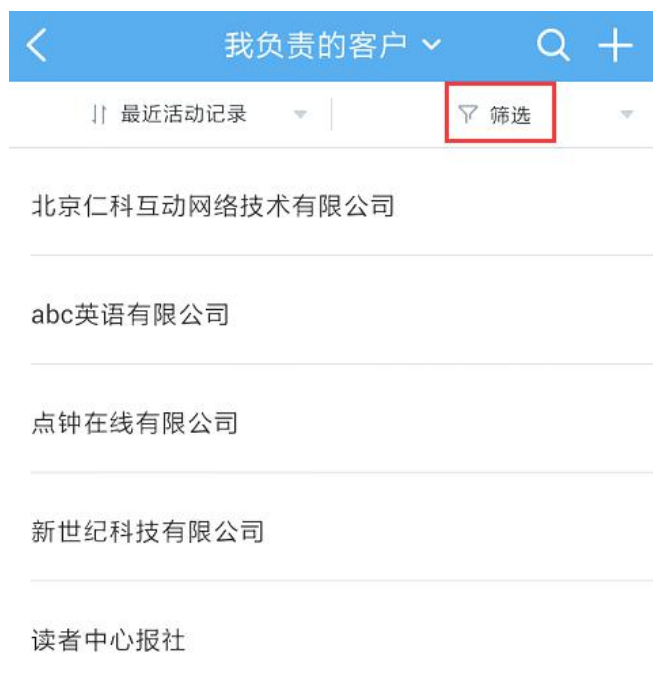 我负责的客户
最近活动记录 筛选
北京仁科互动网络技术有限公司
abc英语有限公司
点钟在线有限公司
新世纪科技有限公司
读者中心报社